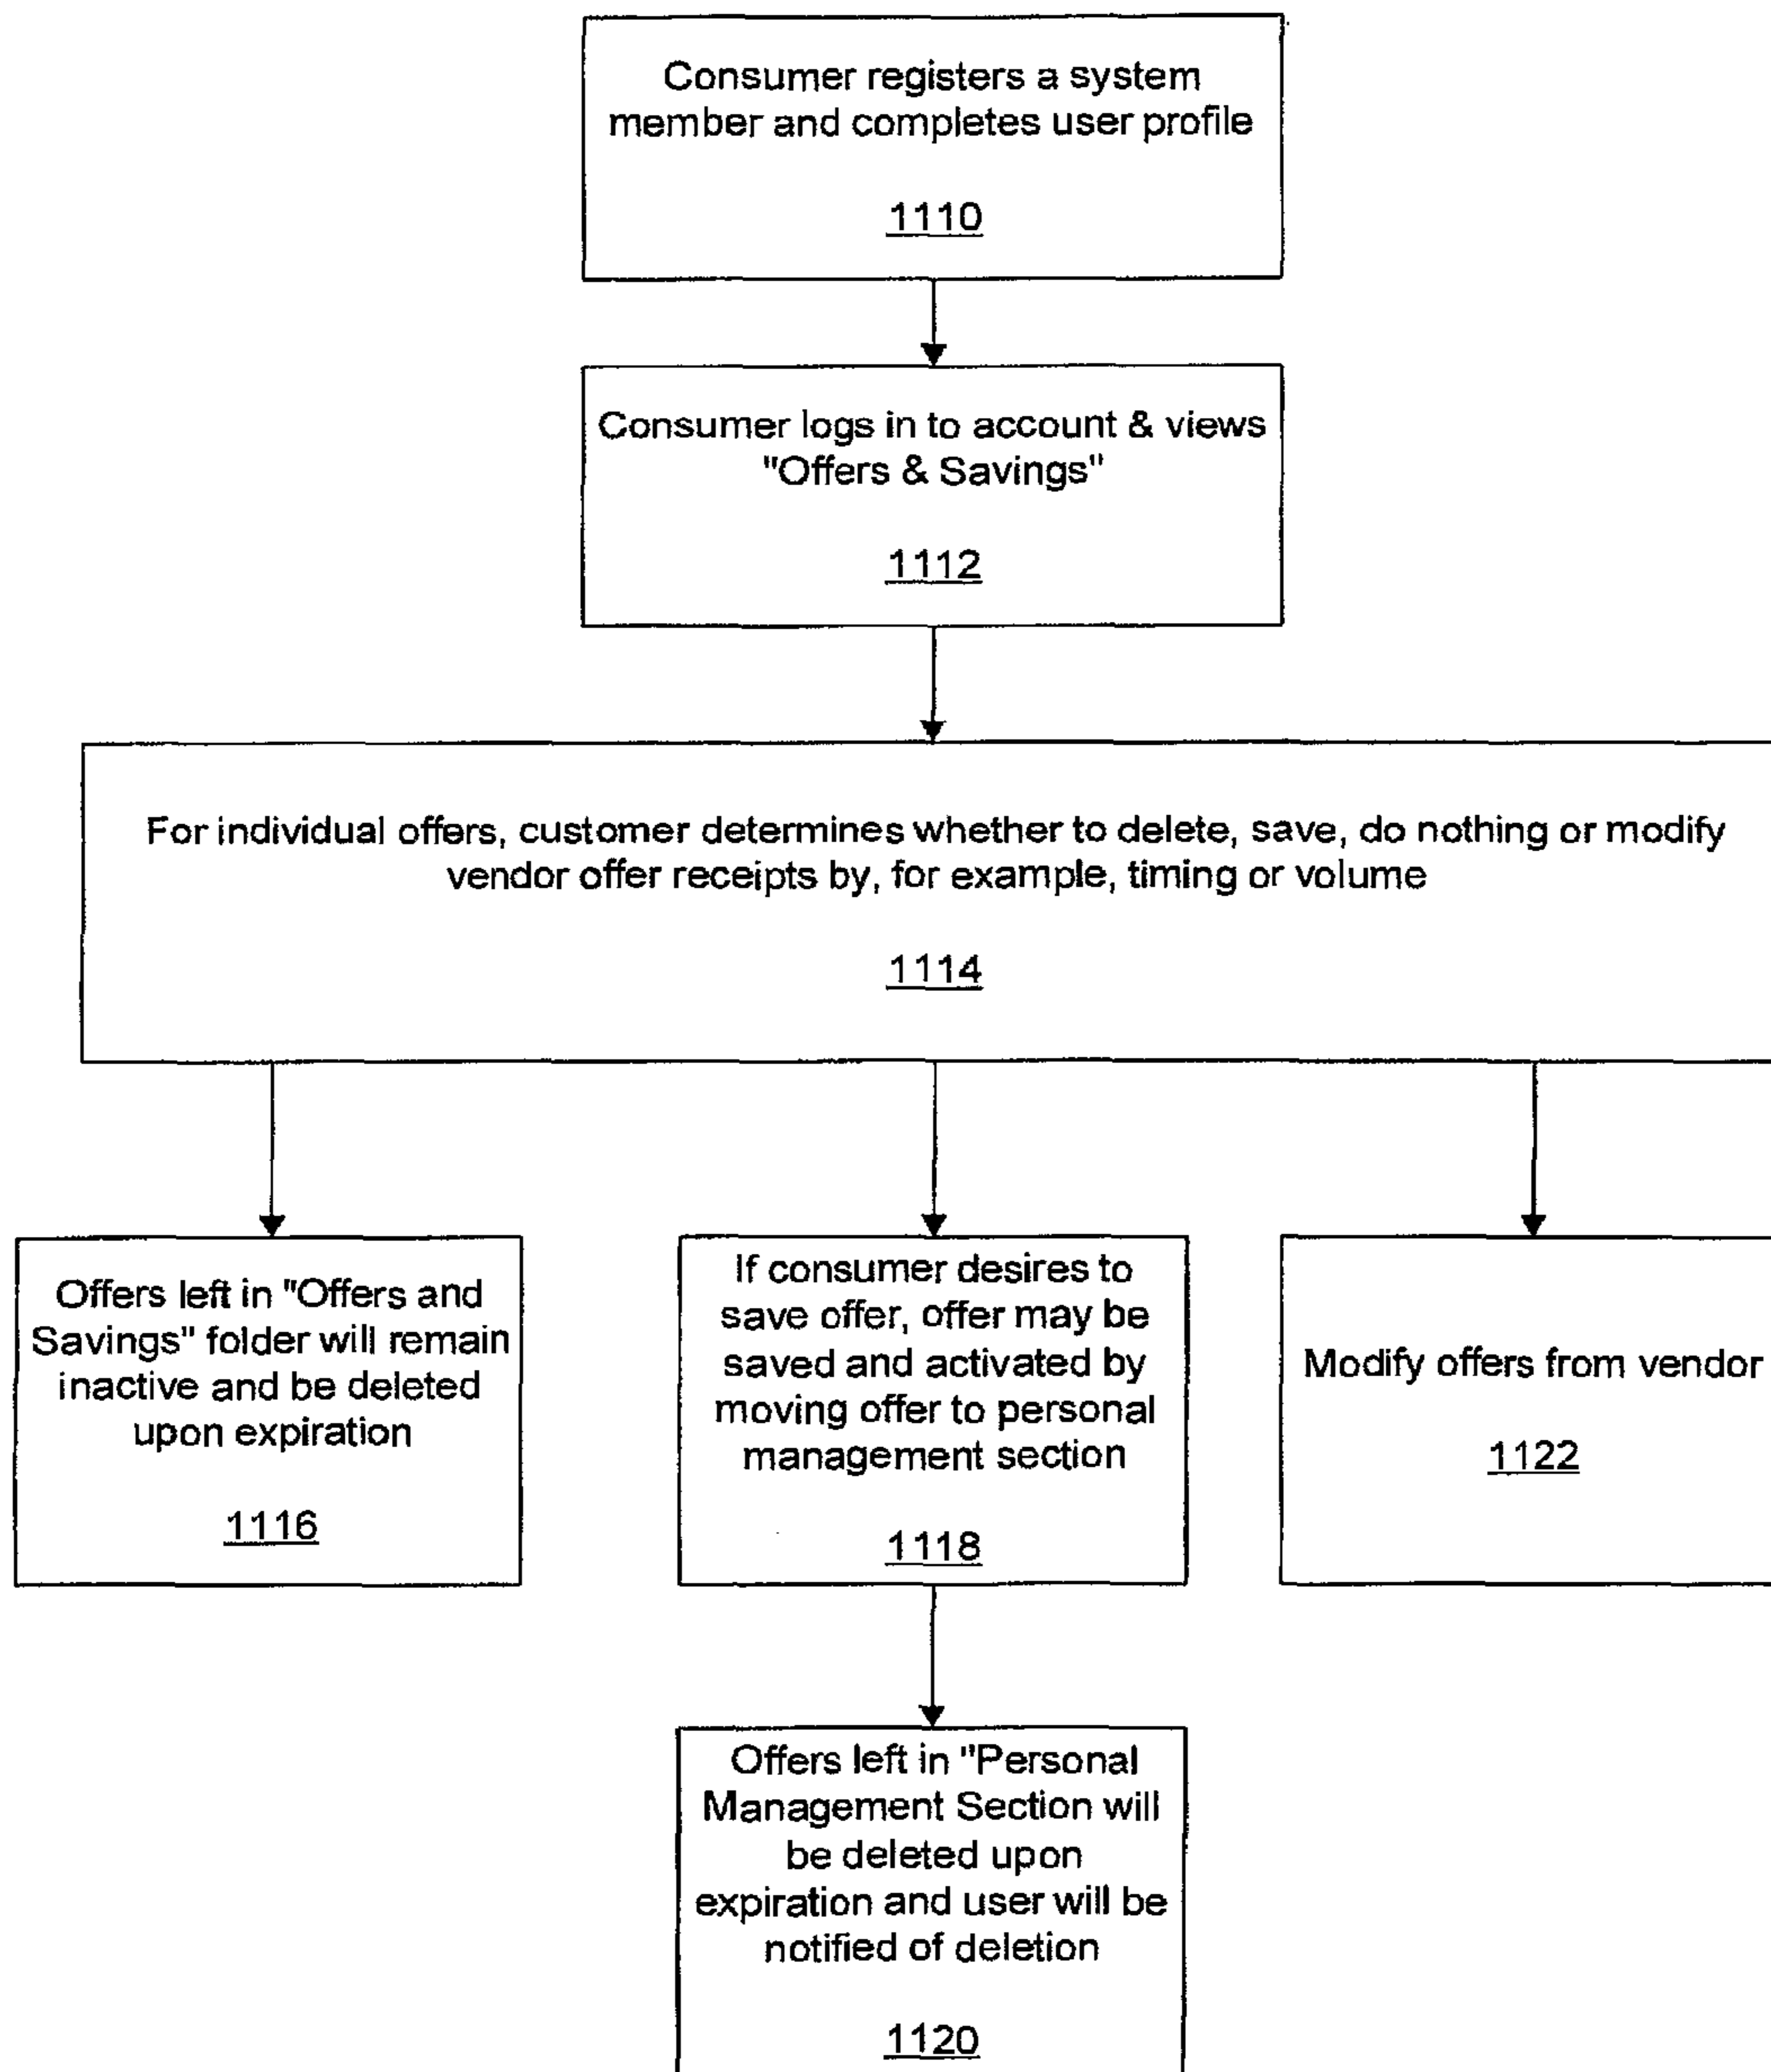 Consumer registers a system
member and completes user profile
1110
Consumer logs in to account & views
"Offers & Savings"
1112
For individual offers, customer determines whether to delete, save, do nothing or modify
vendor offer receipts by, for example, timing or volume
1114
Offers left in "Offers and
Savings" folder will remain
inactive and be deleted
upon expiration
1116
If consumer desires to
save offer, offer may be
saved and activated by
moving offer to personal
management section
1118
Modify offers from vendor
1122
Offers left in "Personal
Management Section will
be deleted upon
expiration and user will be
notified of deletion
1120